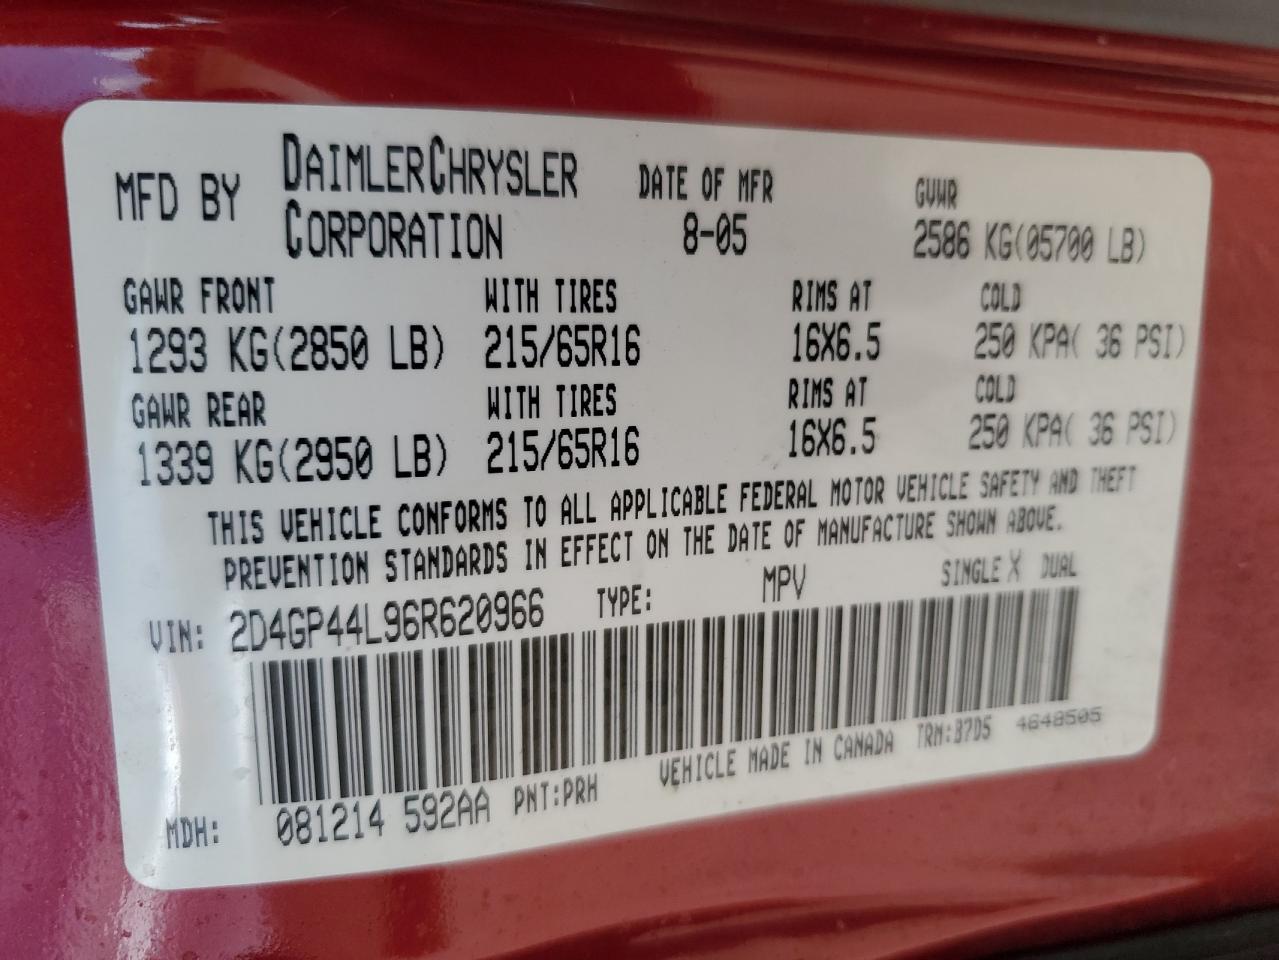 MFD BY DAIMLERCHRYSLER CORPORATION DATE OF MFR 8-05 GVWR 2586 KG(05700 LB)
GAWR FRONT WITH TIRES RIMS AT COLD
1293 KG(2850 LB) 215/65R16 16X6.5 250 KPA( 36 PSI)
GAWR REAR WITH TIRES RIMS AT COLD
1339 KG(2950 LB) 215/65R16 16X6.5 250 KPA( 36 PSI)
THIS VEHICLE CONFORMS TO ALL APPLICABLE FEDERAL MOTOR VEHICLE SAFETY AND THEFT
PREVENTION STANDARDS IN EFFECT ON THE DATE OF MANUFACTURE SHOWN ABOVE.
VIN: 2D4GP44L96R620966 TYPE: MPV SINGLE X DUAL
MDH: 081214 592AA PNT:PRH VEHICLE MADE IN CANADA TRM:B7D5 4648505